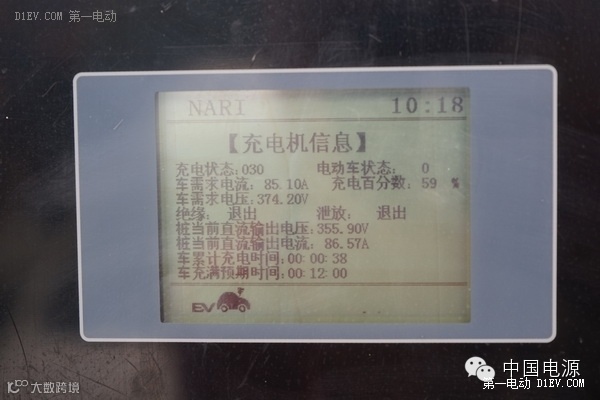 D1EV.COM 第一电动
NARI 10:18
【充电机信息】
充电状态:030 电动车状态: 0
车需求电流: 85.10A 充电百分数: 59 %
车需求电压:374.20V
绝缘: 退出 泄放: 退出
桩当前直流输出电压:355.90V
桩当前直流输出电流: 86.57A
车累计充电时间:00:00:38
车充满预期时间:00:12:00
EV
中国电源
第一电动 D1EV.COM
大数跨境